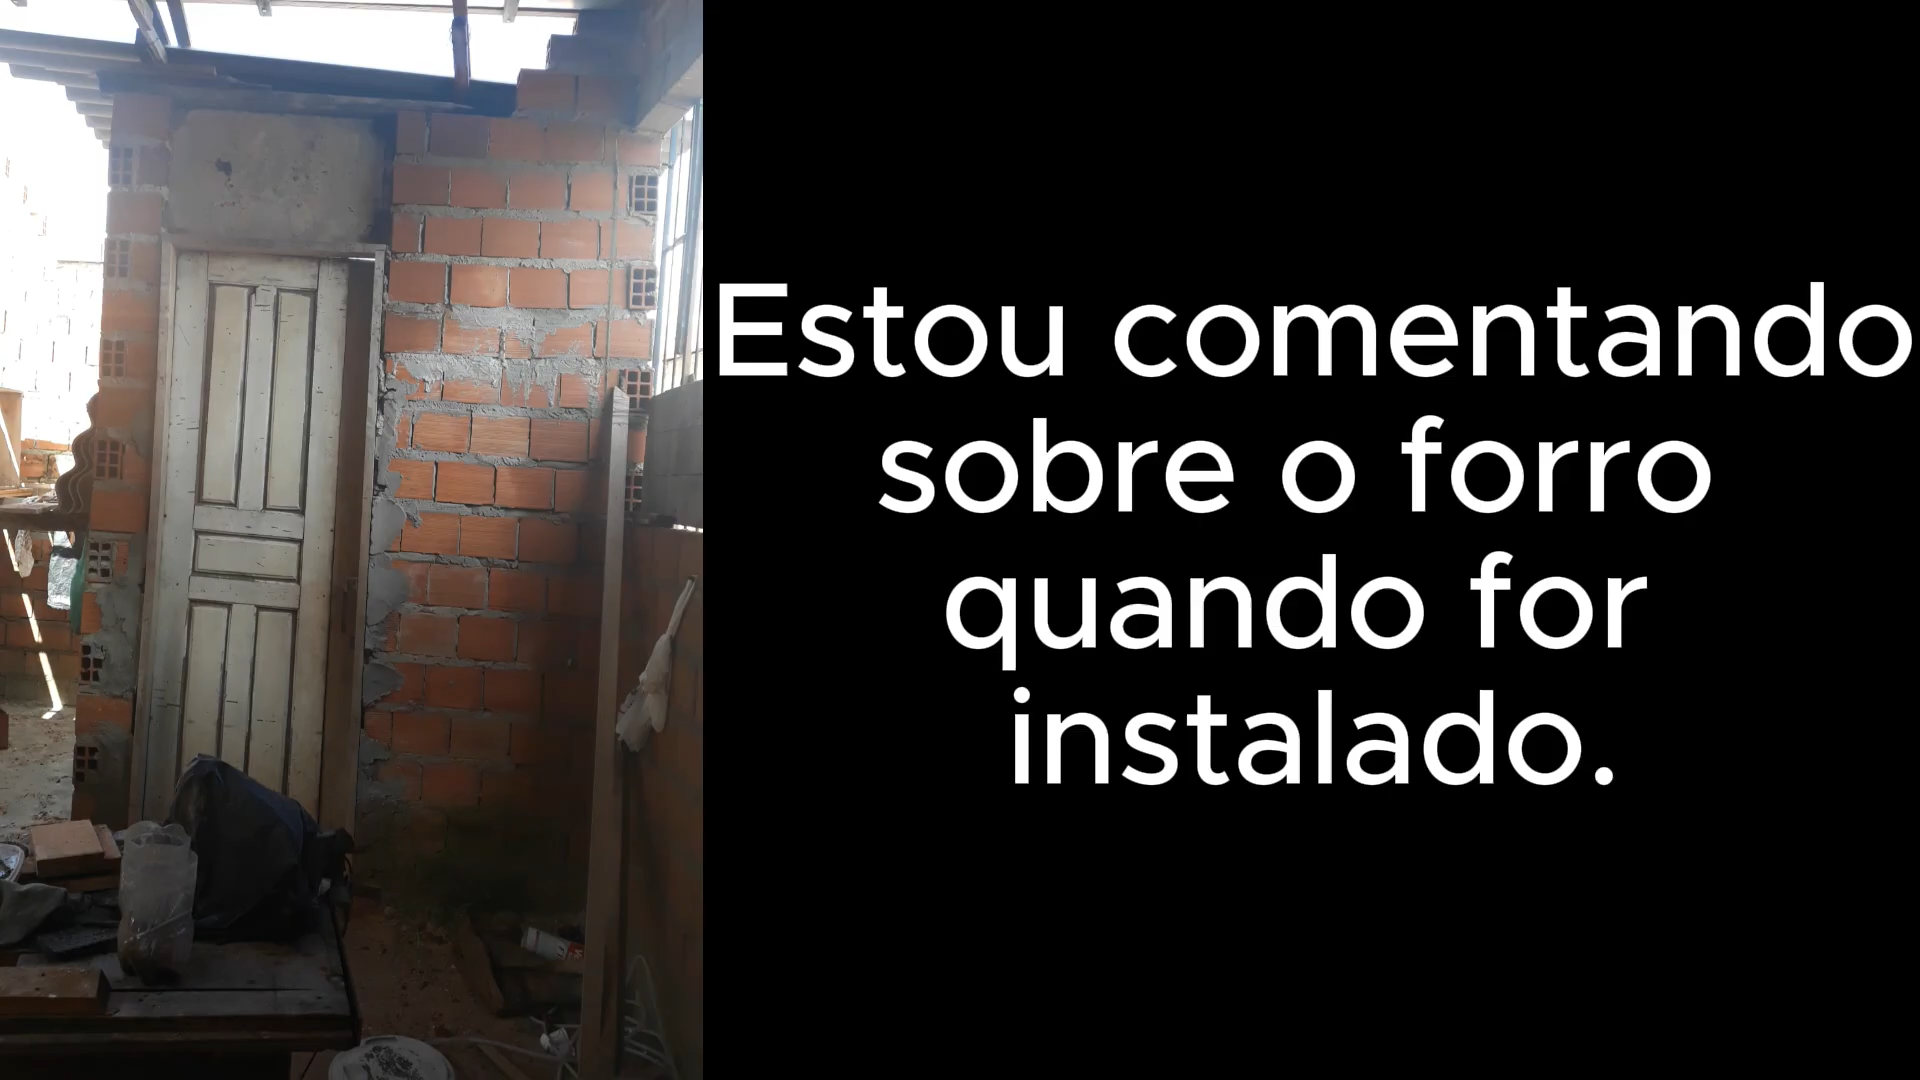 Estou comentando
sobre o forro
quando for
instalado.